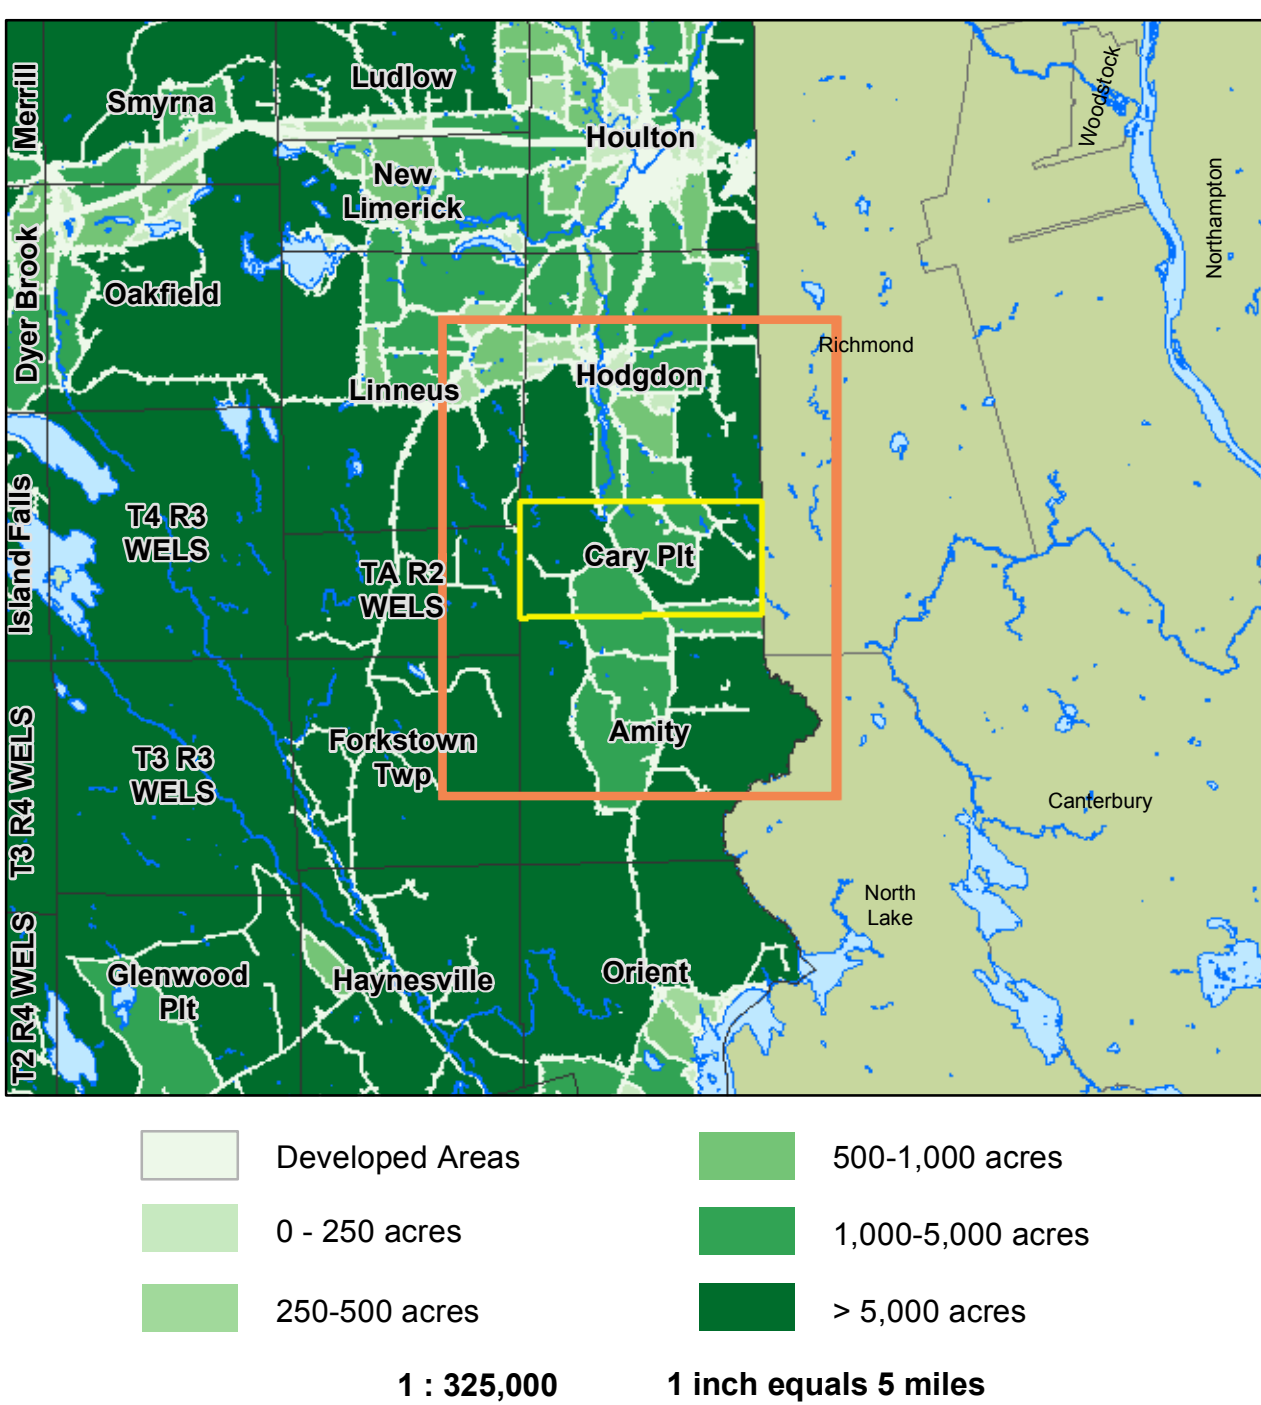 Merrill
Smyrna
Ludlow
Houlton
Woodstock
New
Limerick
Northampton
Dyer Brook
Oakfield
Richmond
Linneus
Hodgdon
Island Falls
T4 R3
WELS
Cary Plt
TA R2
WELS
T3 R4 WELS
T3 R3
WELS
Forkstown
Twp
Amity
Canterbury
North
Lake
T2 R4 WELS
Glenwood
Plt
Haynesville
Orient
Developed Areas
500-1,000 acres
0 - 250 acres
1,000-5,000 acres
250-500 acres
> 5,000 acres
1 : 325,000
1 inch equals 5 miles